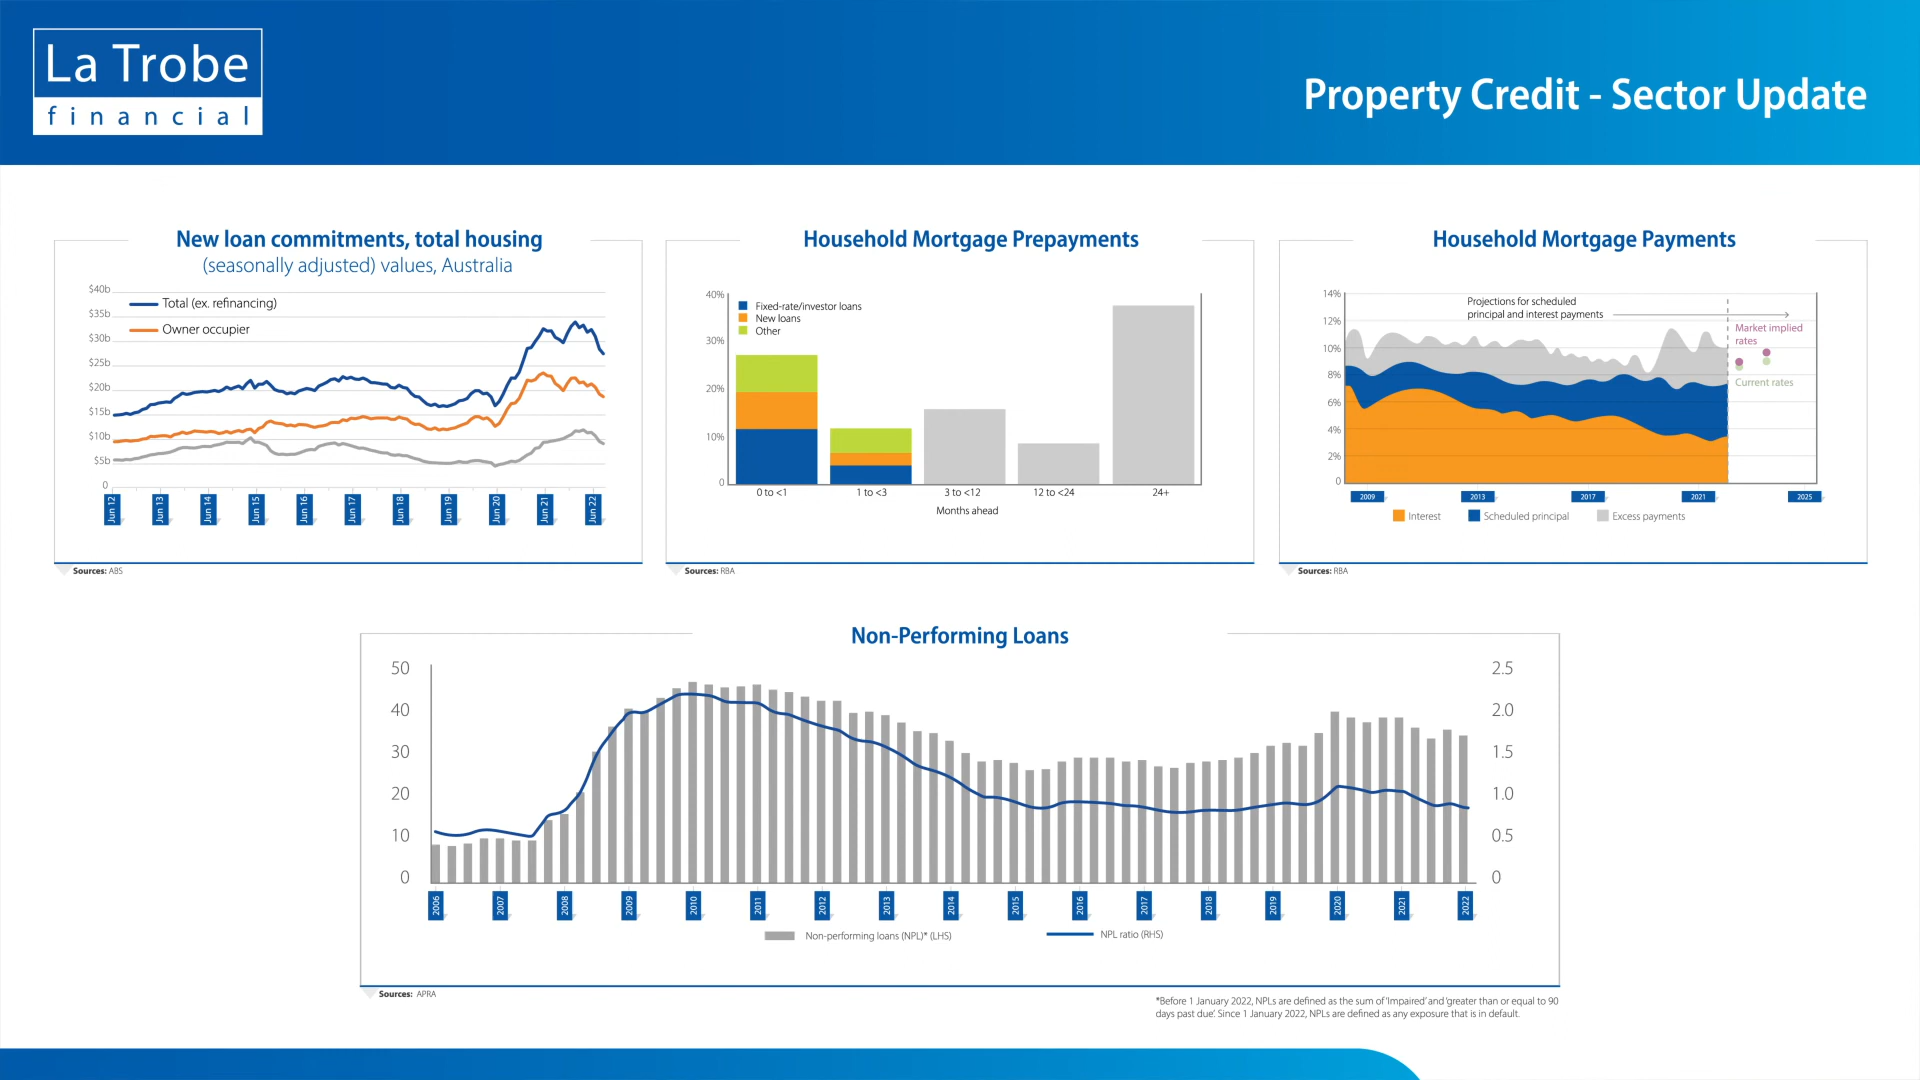 La Trobe
financial
Property Credit - Sector Update
New loan commitments, total housing
(seasonally adjusted) values, Australia
$40b
$35b
$30b
$25b
$20b
$15b
$10b
$5b
0
Total (ex. refinancing)
Owner occupier
Jun 12
Jun 13
Jun 14
Jun 15
Jun 16
Jun 17
Jun 18
Jun 19
Jun 20
Jun 21
Jun 22
Sources: ABS
Household Mortgage Prepayments
40%
30%
20%
10%
0
Fixed-rate/investor loans
New loans
Other
0 to <1
1 to <3
3 to <12
12 to <24
24+
Months ahead
Sources: RBA
Household Mortgage Payments
14%
12%
10%
8%
6%
4%
2%
0
Projections for scheduled
principal and interest payments
Market implied
rates
Current rates
2009
2013
2017
2021
2025
Interest
Scheduled principal
Excess payments
Sources: RBA
Non-Performing Loans
50
40
30
20
10
0
2.5
2.0
1.5
1.0
0.5
0
2006
2007
2008
2009
2010
2011
2012
2013
2014
2015
2016
2017
2018
2019
2020
2021
2022
Non-performing loans (NPL)* (LHS)
NPL ratio (RHS)
Sources: APRA
*Before 1 January 2022, NPLs are defined as the sum of 'Impaired' and 'greater than or equal to 90
days past due'. Since 1 January 2022, NPLs are defined as any exposure that is in default.